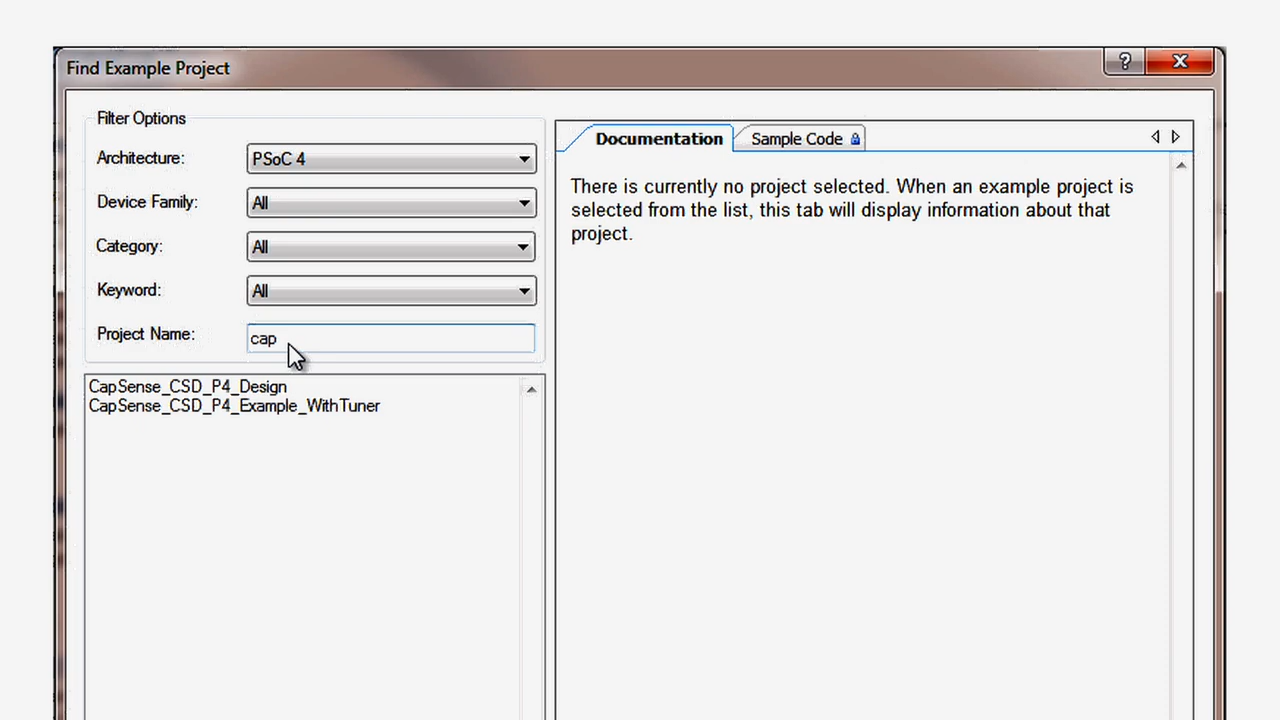 Find Example Project
?
Filter Options
Architecture: PSoC 4
Device Family: All
Category: All
Keyword: All
Project Name: cap
CapSense_CSD_P4_Design
CapSense_CSD_P4_Example_WithTuner
Documentation Sample Code
There is currently no project selected. When an example project is
selected from the list, this tab will display information about that
project.